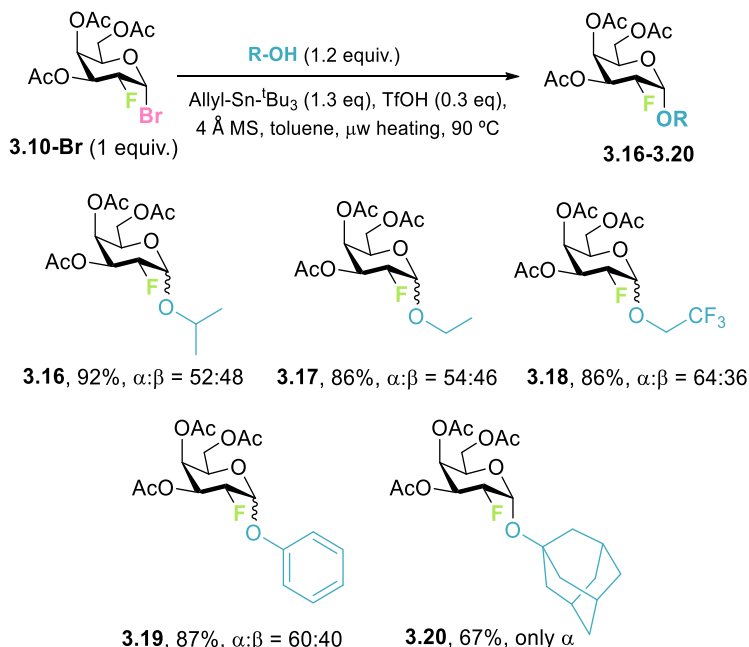 OAc
OAc
O
AcO
F
Br
3.10-Br (1 equiv.)
R-OH (1.2 equiv.)
Allyl-Sn-ᵗBu₃ (1.3 eq), TfOH (0.3 eq),
4 Å MS, toluene, μw heating, 90 ºC
OAc
OAc
O
AcO
F
OR
3.16-3.20
OAc
OAc
O
AcO
F
O
3.16, 92%, α:β = 52:48
OAc
OAc
O
AcO
F
O
3.17, 86%, α:β = 54:46
OAc
OAc
O
AcO
F
O
CF₃
3.18, 86%, α:β = 64:36
OAc
OAc
O
AcO
F
O
3.19, 87%, α:β = 60:40
OAc
OAc
O
AcO
F
O
3.20, 67%, only α